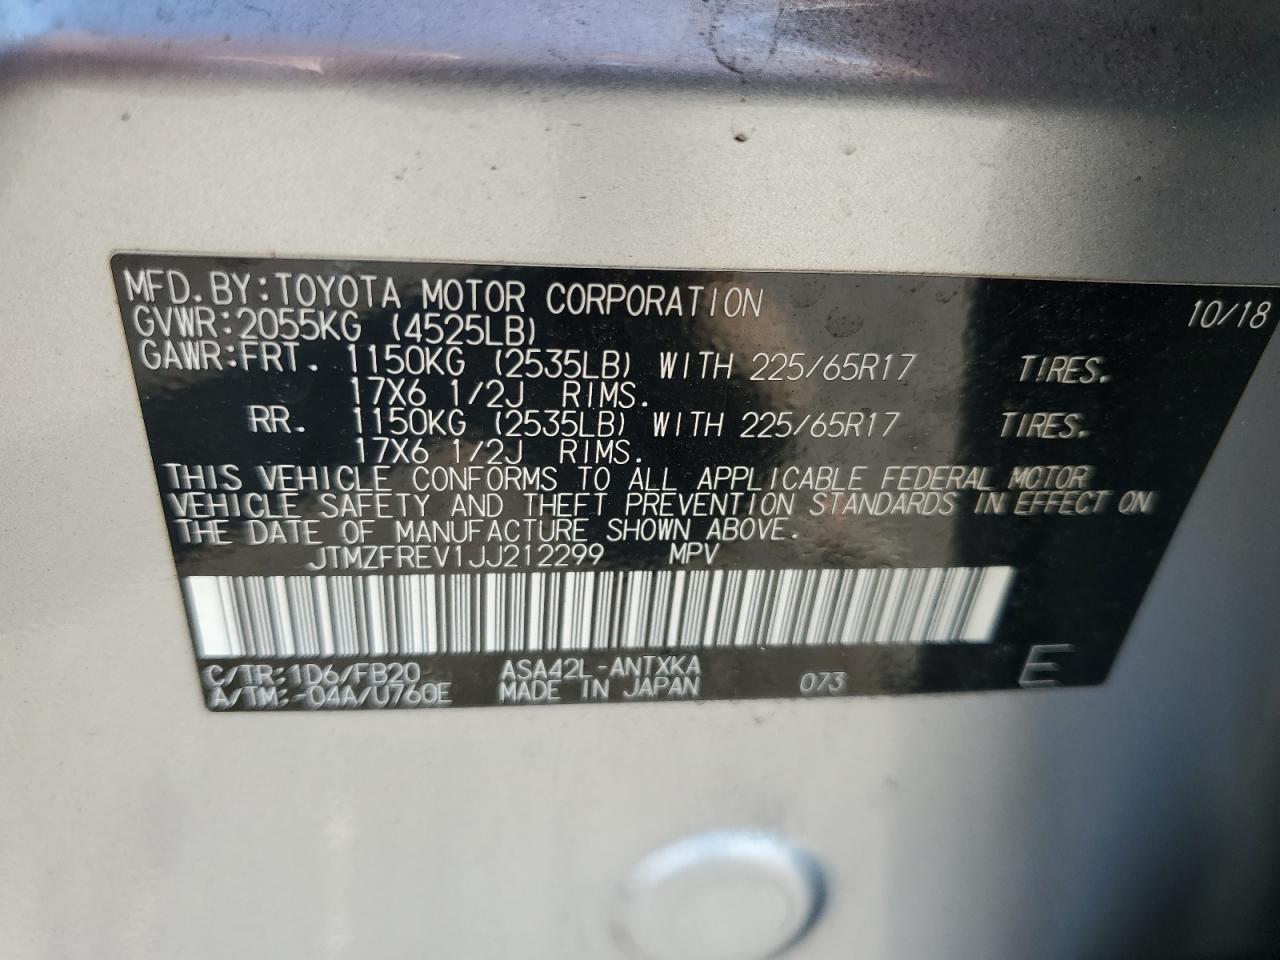 MFD. BY: TOYOTA MOTOR CORPORATION 10/18
GVWR: 2055KG (4525LB)
GAWR: FRT. 1150KG (2535LB) WITH 225/65R17 TIRES.
17X6 1/2J RIMS.
RR. 1150KG (2535LB) WITH 225/65R17 TIRES.
17X6 1/2J RIMS.
THIS VEHICLE CONFORMS TO ALL APPLICABLE FEDERAL MOTOR
VEHICLE SAFETY AND THEFT PREVENTION STANDARDS IN EFFECT ON
THE DATE OF MANUFACTURE SHOWN ABOVE.
JTMZFREV1JJ212299 MPV
C/TR: 1D6/FB20 ASA42L-ANTXKA
A/TM: -04A/U760E MADE IN JAPAN 073 E